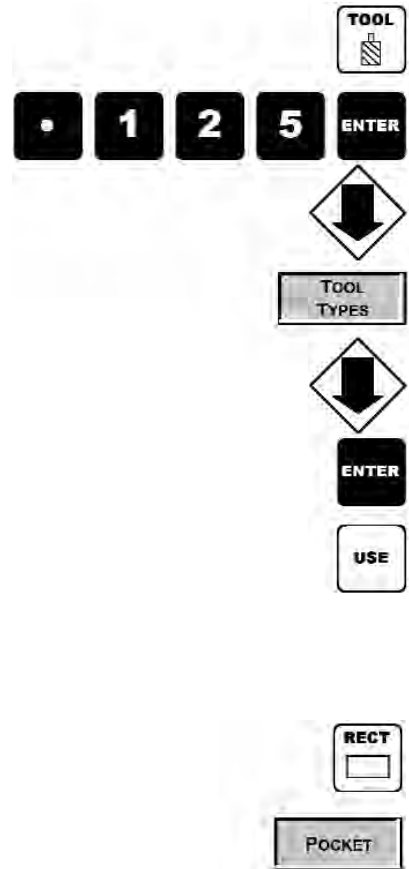 TOOL
• 1 2 5 ENTER
TOOL
TYPES
ENTER
USE
RECT
POCKET